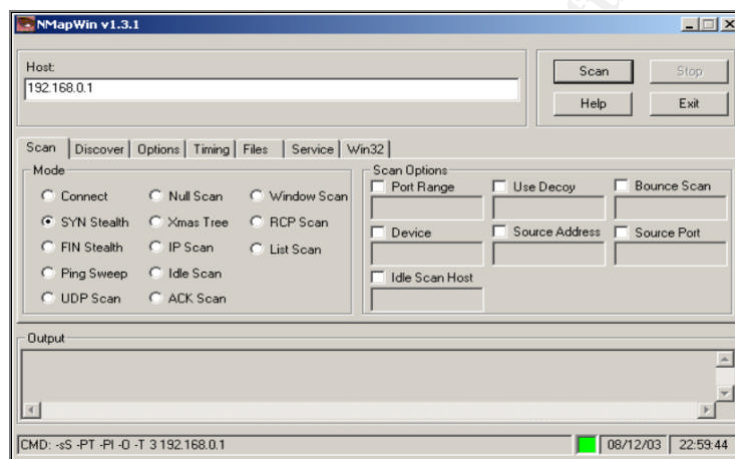 NMapWin v1.3.1
Host:
192.168.0.1
Scan Stop
Help Exit
Scan Discover Options Timing Files Service Win32
Mode
Connect Null Scan Window Scan
SYN Stealth Xmas Tree RCP Scan
FIN Stealth IP Scan List Scan
Ping Sweep Idle Scan
UDP Scan ACK Scan
Scan Options
Port Range Use Decoy Bounce Scan
Device Source Address Source Port
Idle Scan Host
Output
CMD: -sS -PT -PI -O -T 3 192.168.0.1 08/12/03 22:59:44